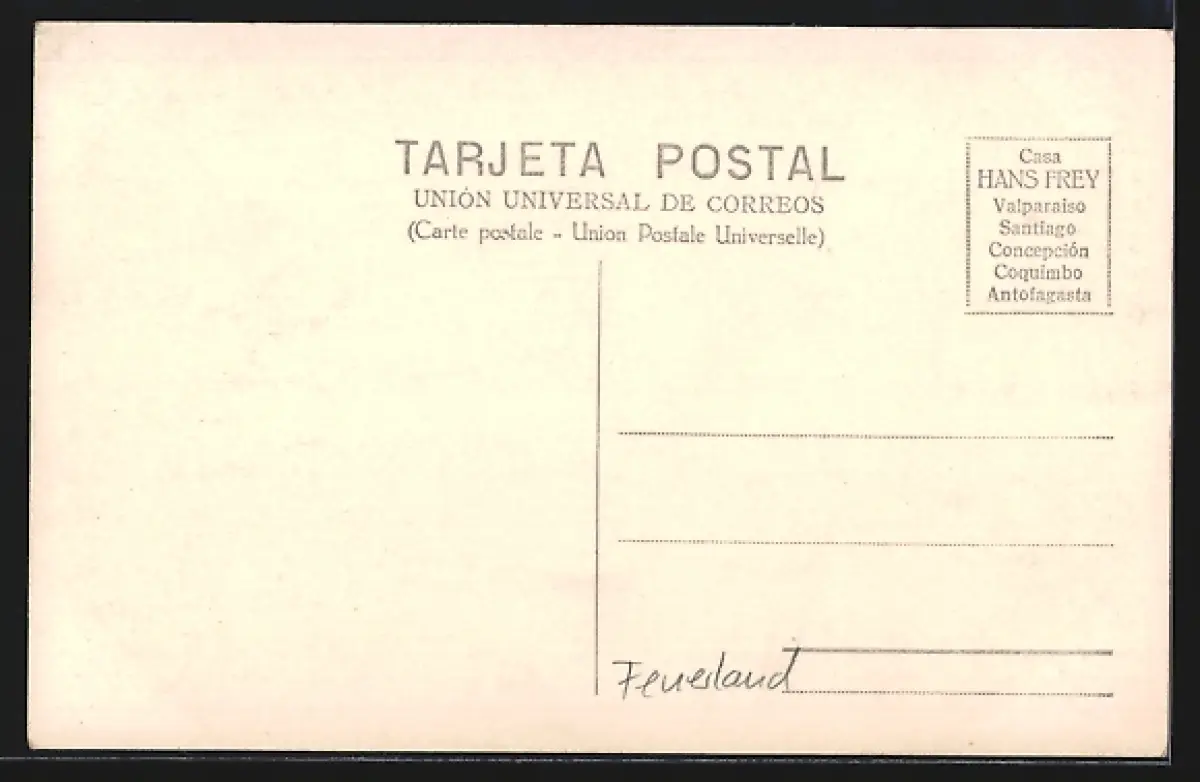 TARJETA POSTAL
UNIÓN UNIVERSAL DE CORREOS
(Carte postale - Union Postale Universelle)
Casa
HANS FREY
Valparaiso
Santiago
Concepción
Coquimbo
Antofagasta
Feuerland